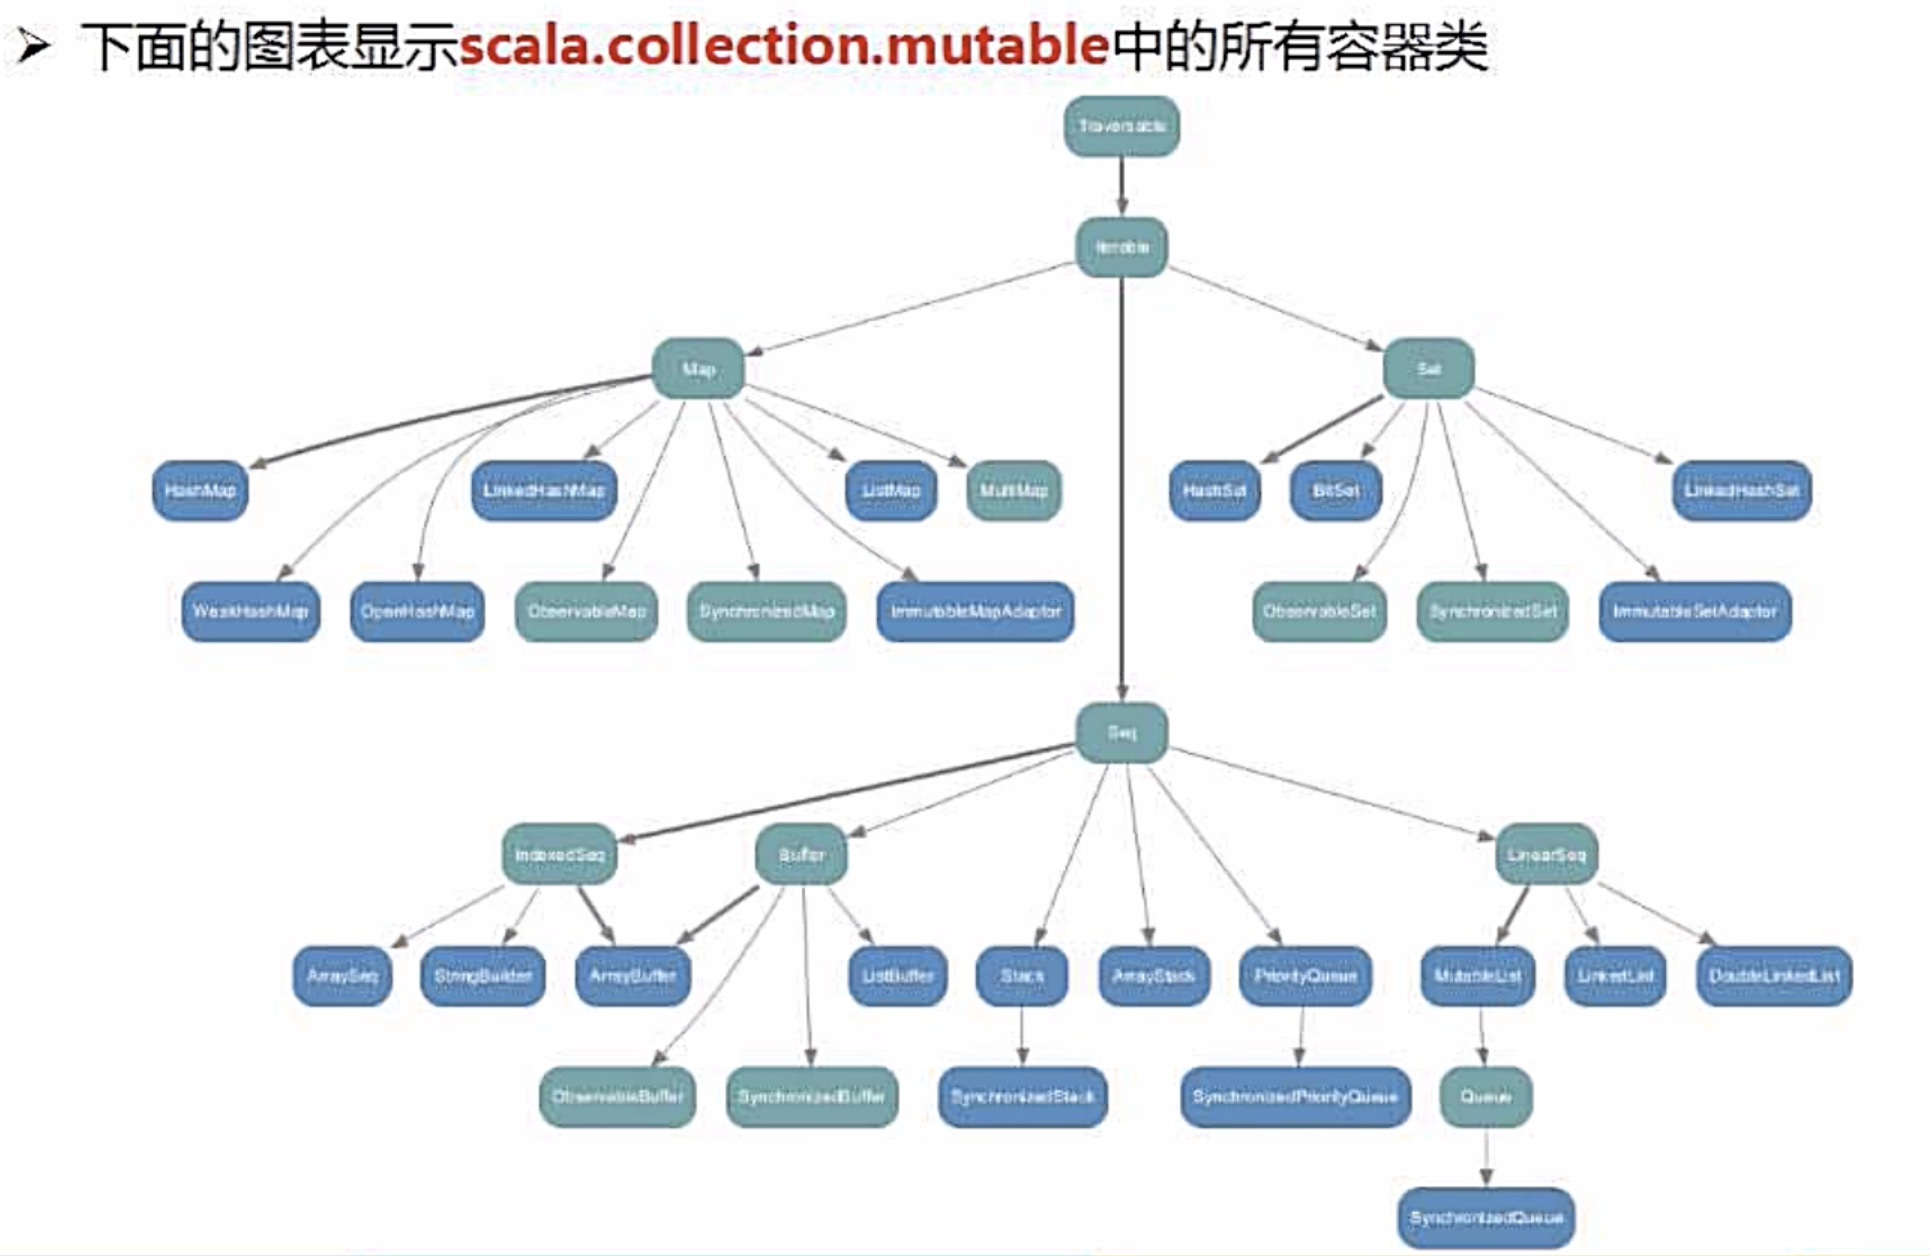 ➢ 下面的图表显示scala.collection.mutable中的所有容器类
Traversable
Iterable
Map
Set
HashMap
LinkedHashMap
ListMap
MultiMap
HashSet
BitSet
LinkedHashSet
WeakHashMap
OpenHashMap
ObservableMap
SynchronizedMap
ImmutableMapAdaptor
ObservableSet
SynchronizedSet
ImmutableSetAdaptor
Seq
IndexedSeq
Buffer
LinearSeq
ArraySeq
StringBuilder
ArrayBuffer
ListBuffer
Stack
ArrayStack
PriorityQueue
MutableList
LinkedList
DoubleLinkedList
ObservableBuffer
SynchronizedBuffer
SynchronizedStack
SynchronizedPriorityQueue
Queue
SynchronizedQueue